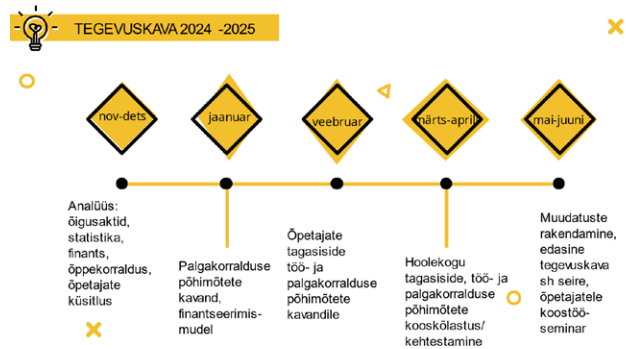 TEGEVUSKAVA 2024 -2025
nov-dets
jaanuar
veebruar
märts-aprill
mai-juuni
Analüüs:
õigusaktid,
statistika,
finants,
õppekorraldus,
õpetajate
küsitlus
Palgakorralduse
põhimõtete
kavand,
finantseerimis-
mudel
Õpetajate
tagasiside
töö- ja
palgakorralduse
põhimõtete
kavandile
Hoolekogu
tagasiside, töö- ja
palgakorralduse
põhimõtete
kooskõlastus/
kehtestamine
Muudatuste
rakendamine,
edasine
tegevuskava
sh seire,
õpetajatele
koostöö-
seminar